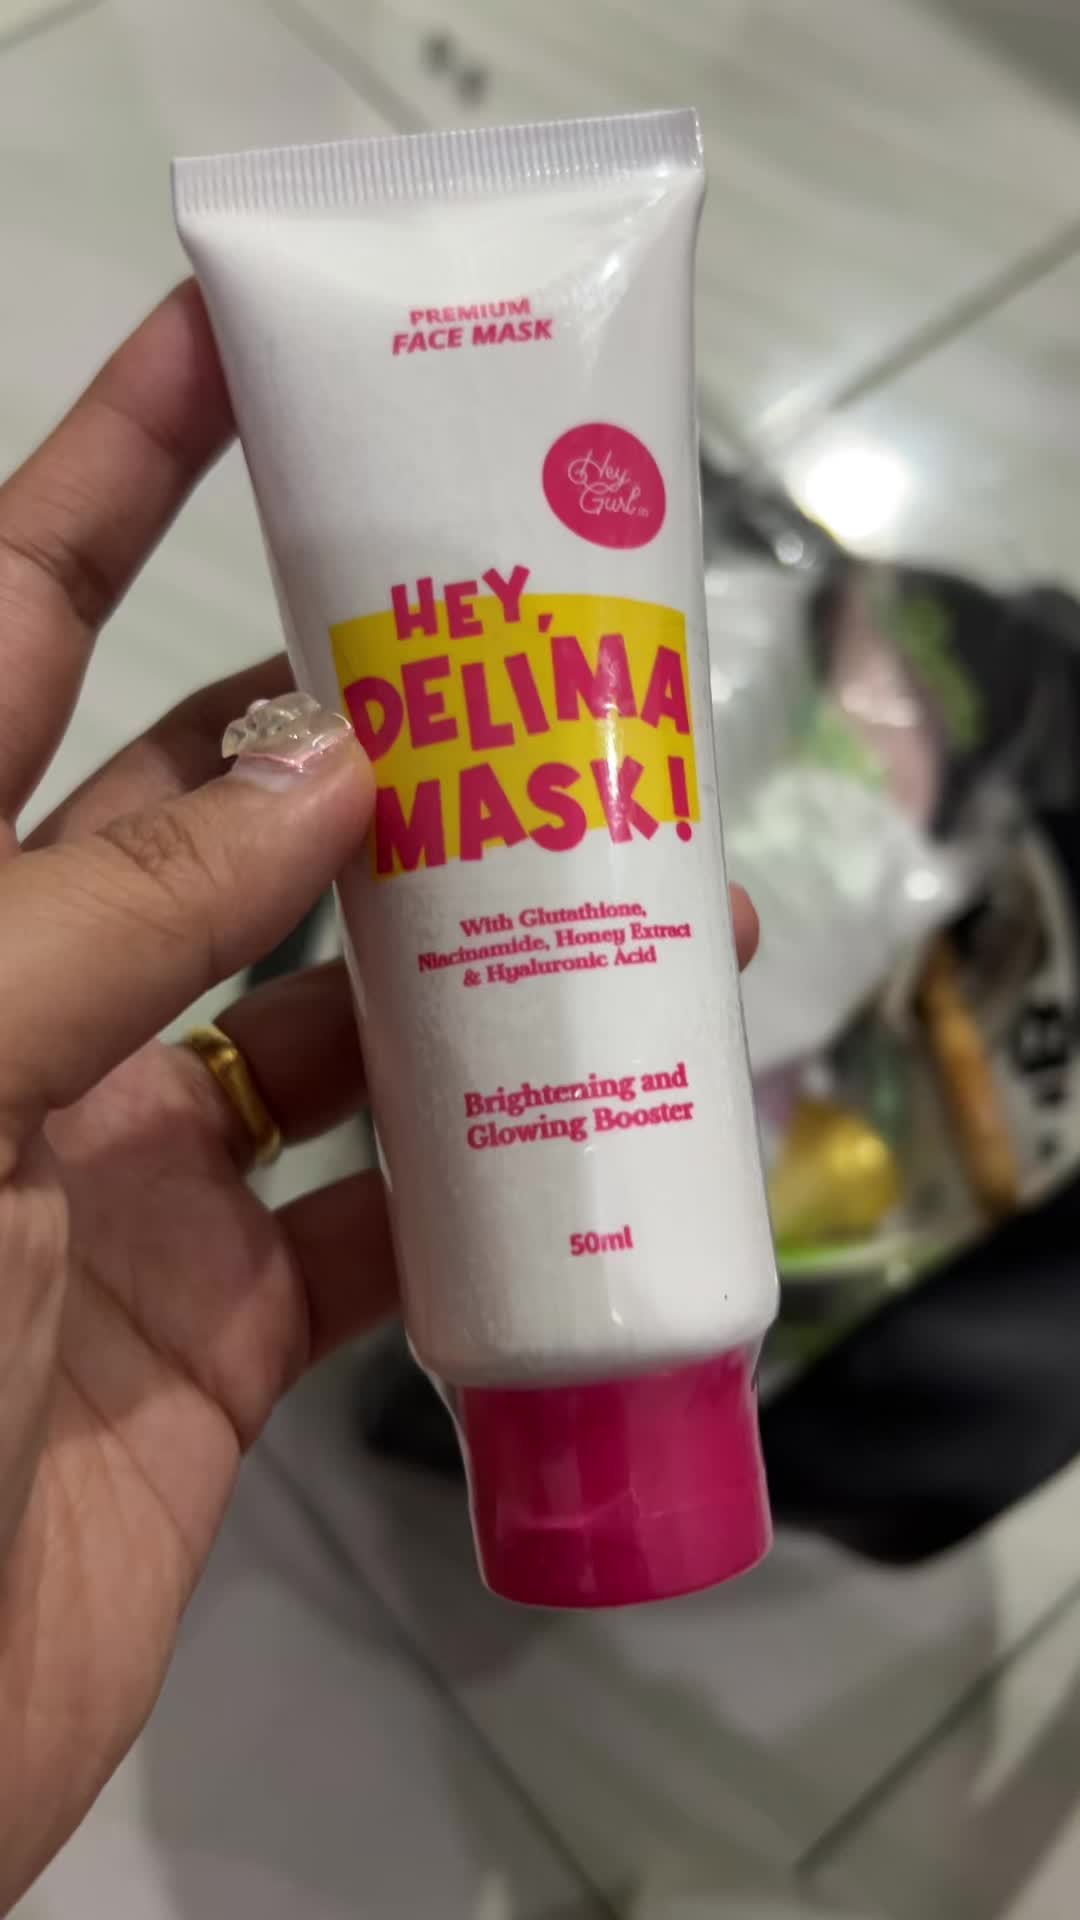 PREMIUM
FACE MASK
Hey
Gurl
HEY,
DELIMA
MASK!
With Glutathione,
Niacinamide, Honey Extract
& Hyaluronic Acid
Brightening and
Glowing Booster
50ml